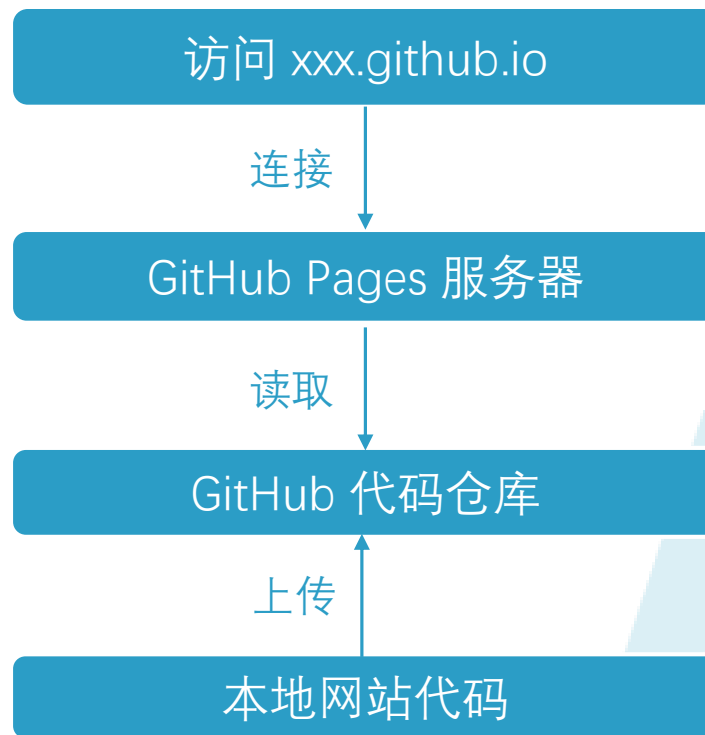 访问 xxx.github.io
连接
GitHub Pages 服务器
读取
GitHub 代码仓库
上传
本地网站代码